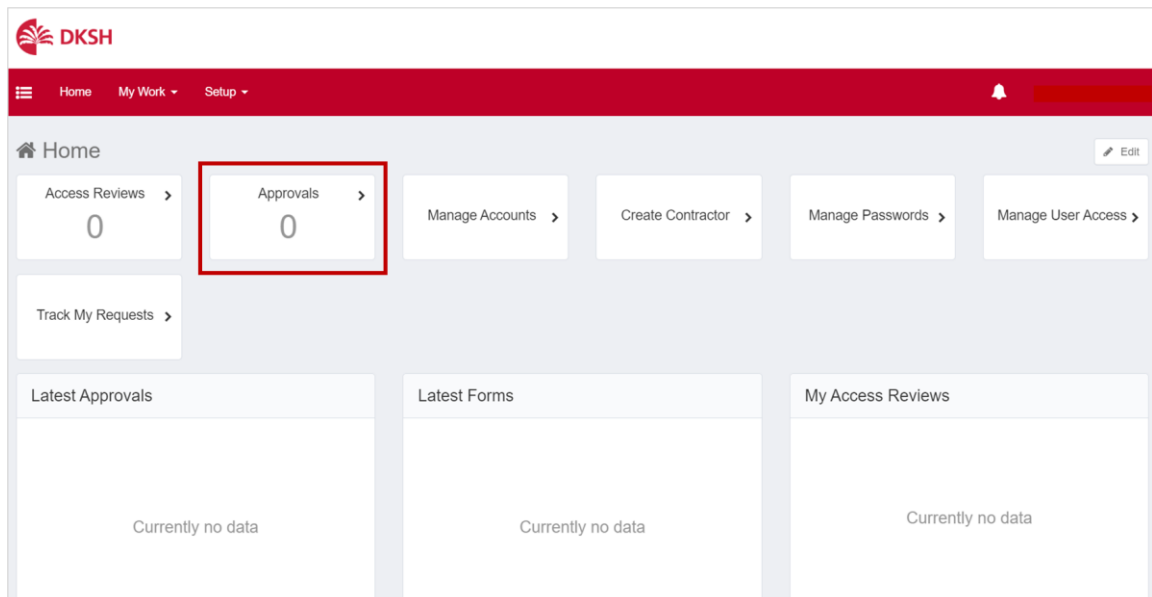 DKSH
Home My Work Setup
Home
Edit
Access Reviews
0
Approvals
0
Manage Accounts
Create Contractor
Manage Passwords
Manage User Access
Track My Requests
Latest Approvals
Currently no data
Latest Forms
Currently no data
My Access Reviews
Currently no data